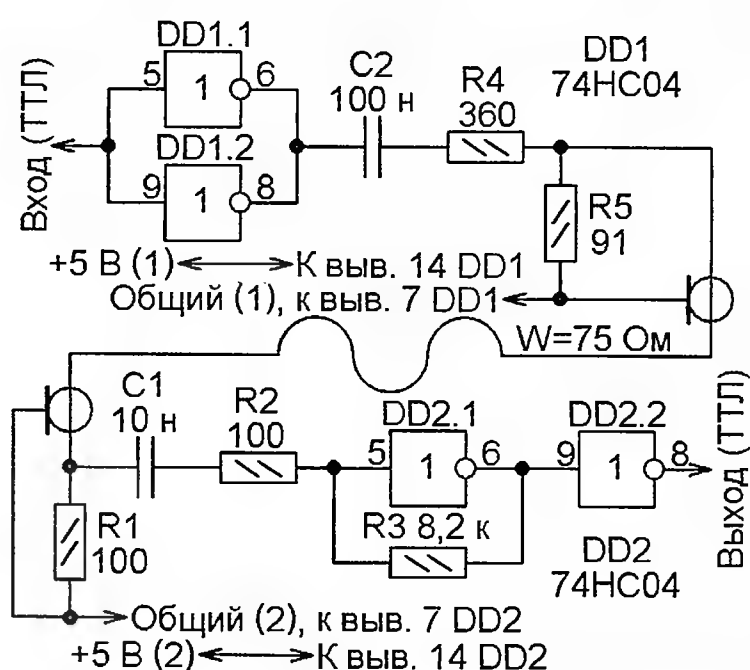 DD1.1
5 1 6
DD1.2
9 1 8
Вход (ТТЛ)
C2
100 н
R4
360
DD1
74HC04
R5
91
+5 В (1)
К выв. 14 DD1
Общий (1), к выв. 7 DD1
W=75 Ом
C1
10 н
R2
100
DD2.1
5 1 6
DD2.2
9 1 8
Выход (ТТЛ)
R3 8,2 к
R1
100
DD2
74HC04
Общий (2), к выв. 7 DD2
+5 В (2)
К выв. 14 DD2